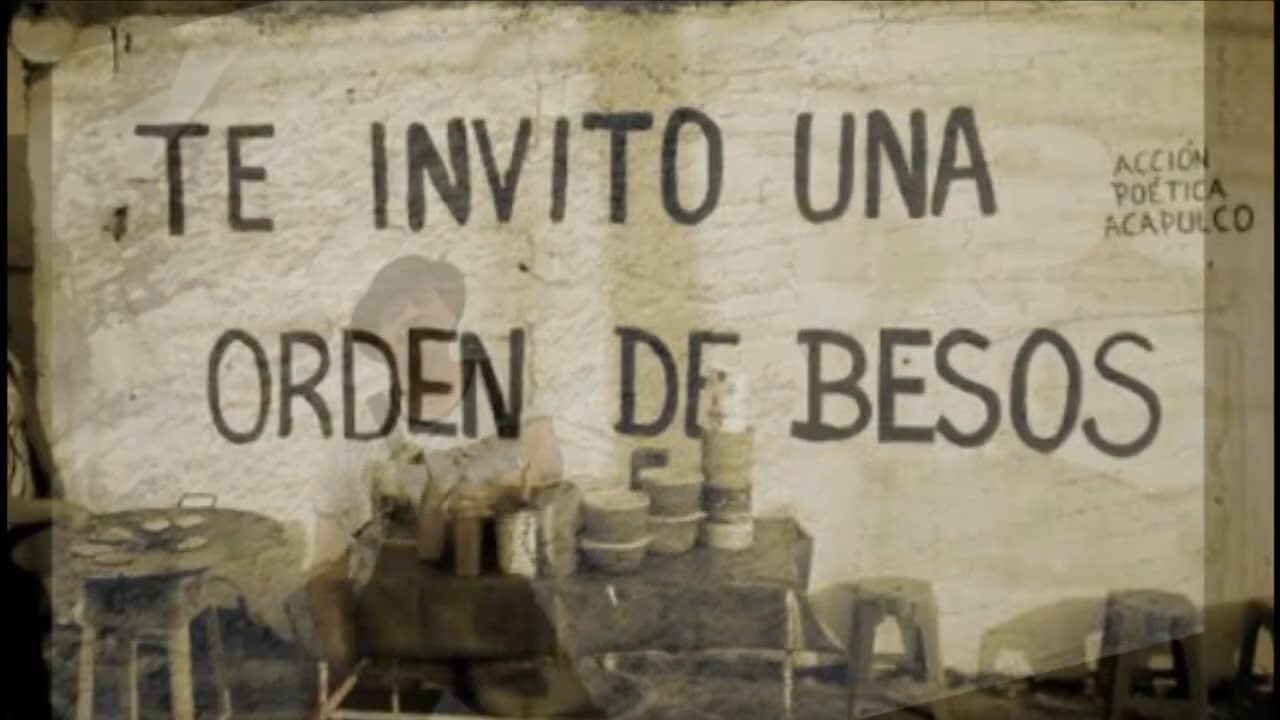 TE INVITO UNA
ORDEN DE BESOS
ACCIÓN
POÉTICA
ACAPULCO